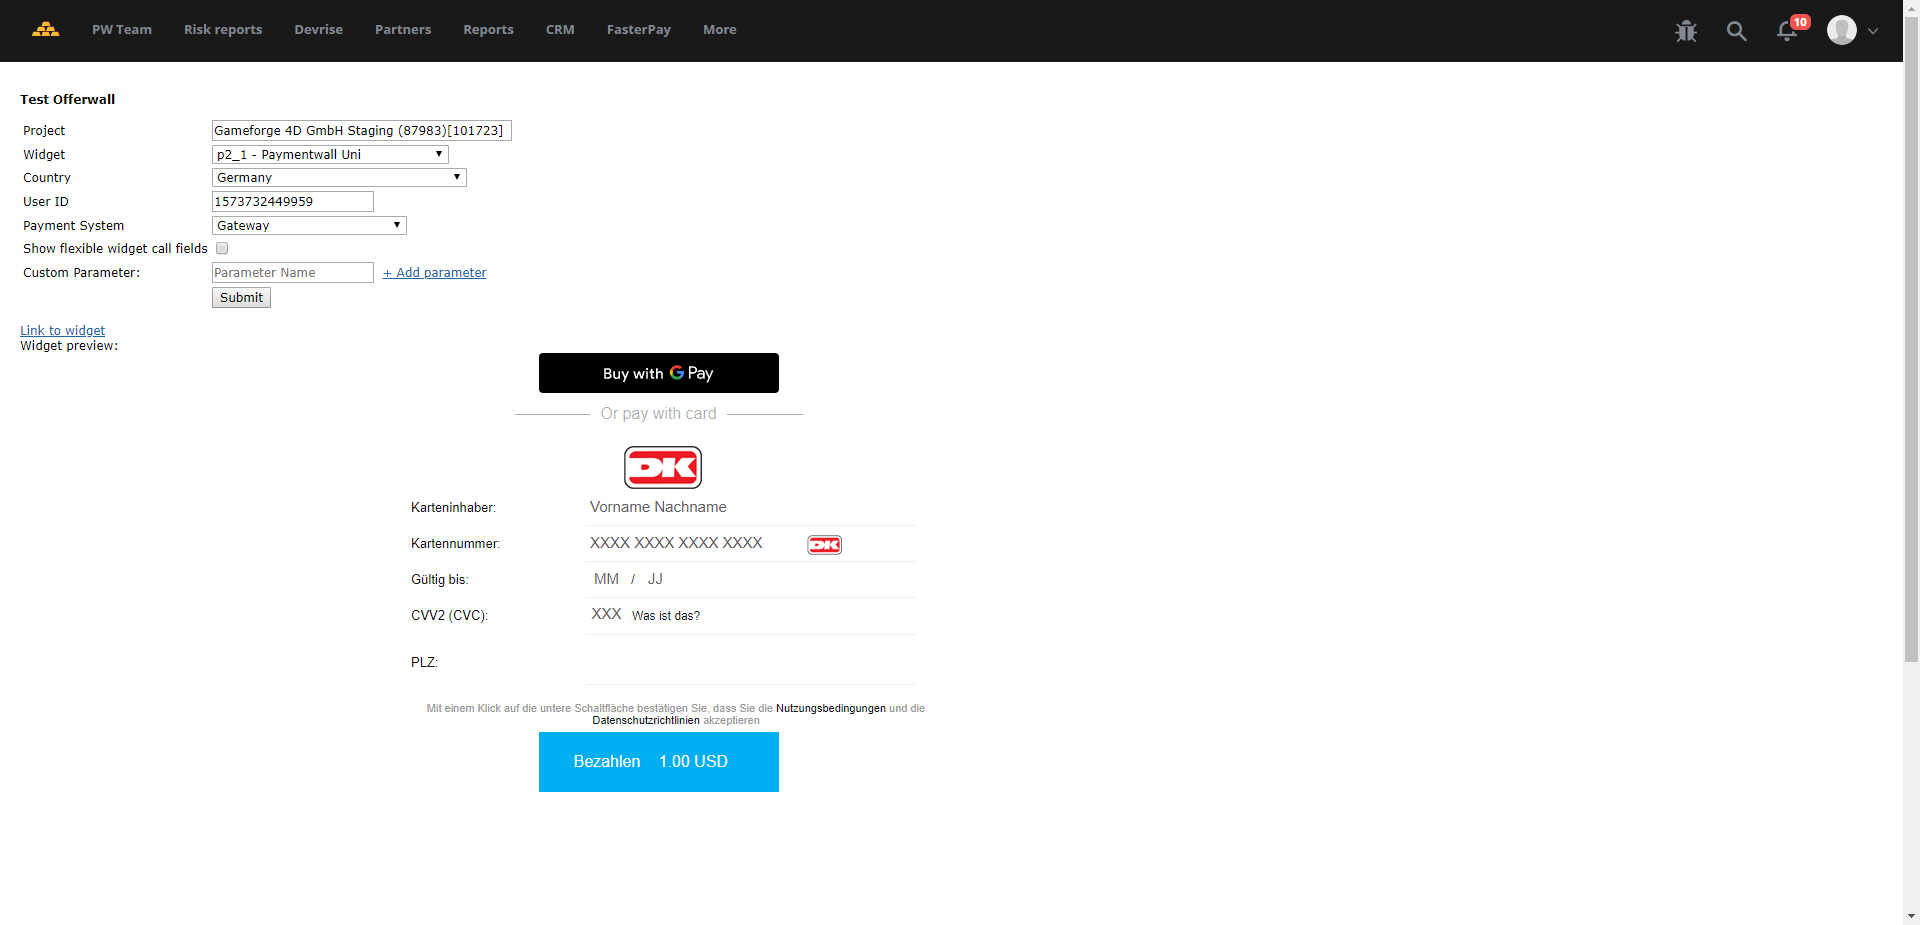 PW Team Risk reports Devrise Partners Reports CRM FasterPay More 10
Test Offerwall
Project Gameforge 4D GmbH Staging (87983)[101723]
Widget p2_1 - Paymentwall Uni
Country Germany
User ID 1573732449959
Payment System Gateway
Show flexible widget call fields
Custom Parameter: Parameter Name + Add parameter
Submit
Link to widget
Widget preview:
Buy with G Pay
Or pay with card
DK
Karteninhaber: Vorname Nachname
Kartennummer: XXXX XXXX XXXX XXXX DK
Gültig bis: MM / JJ
CVV2 (CVC): XXX Was ist das?
PLZ:
Mit einem Klick auf die untere Schaltfläche bestätigen Sie, dass Sie die Nutzungsbedingungen und die
Datenschutzrichtlinien akzeptieren
Bezahlen 1.00 USD